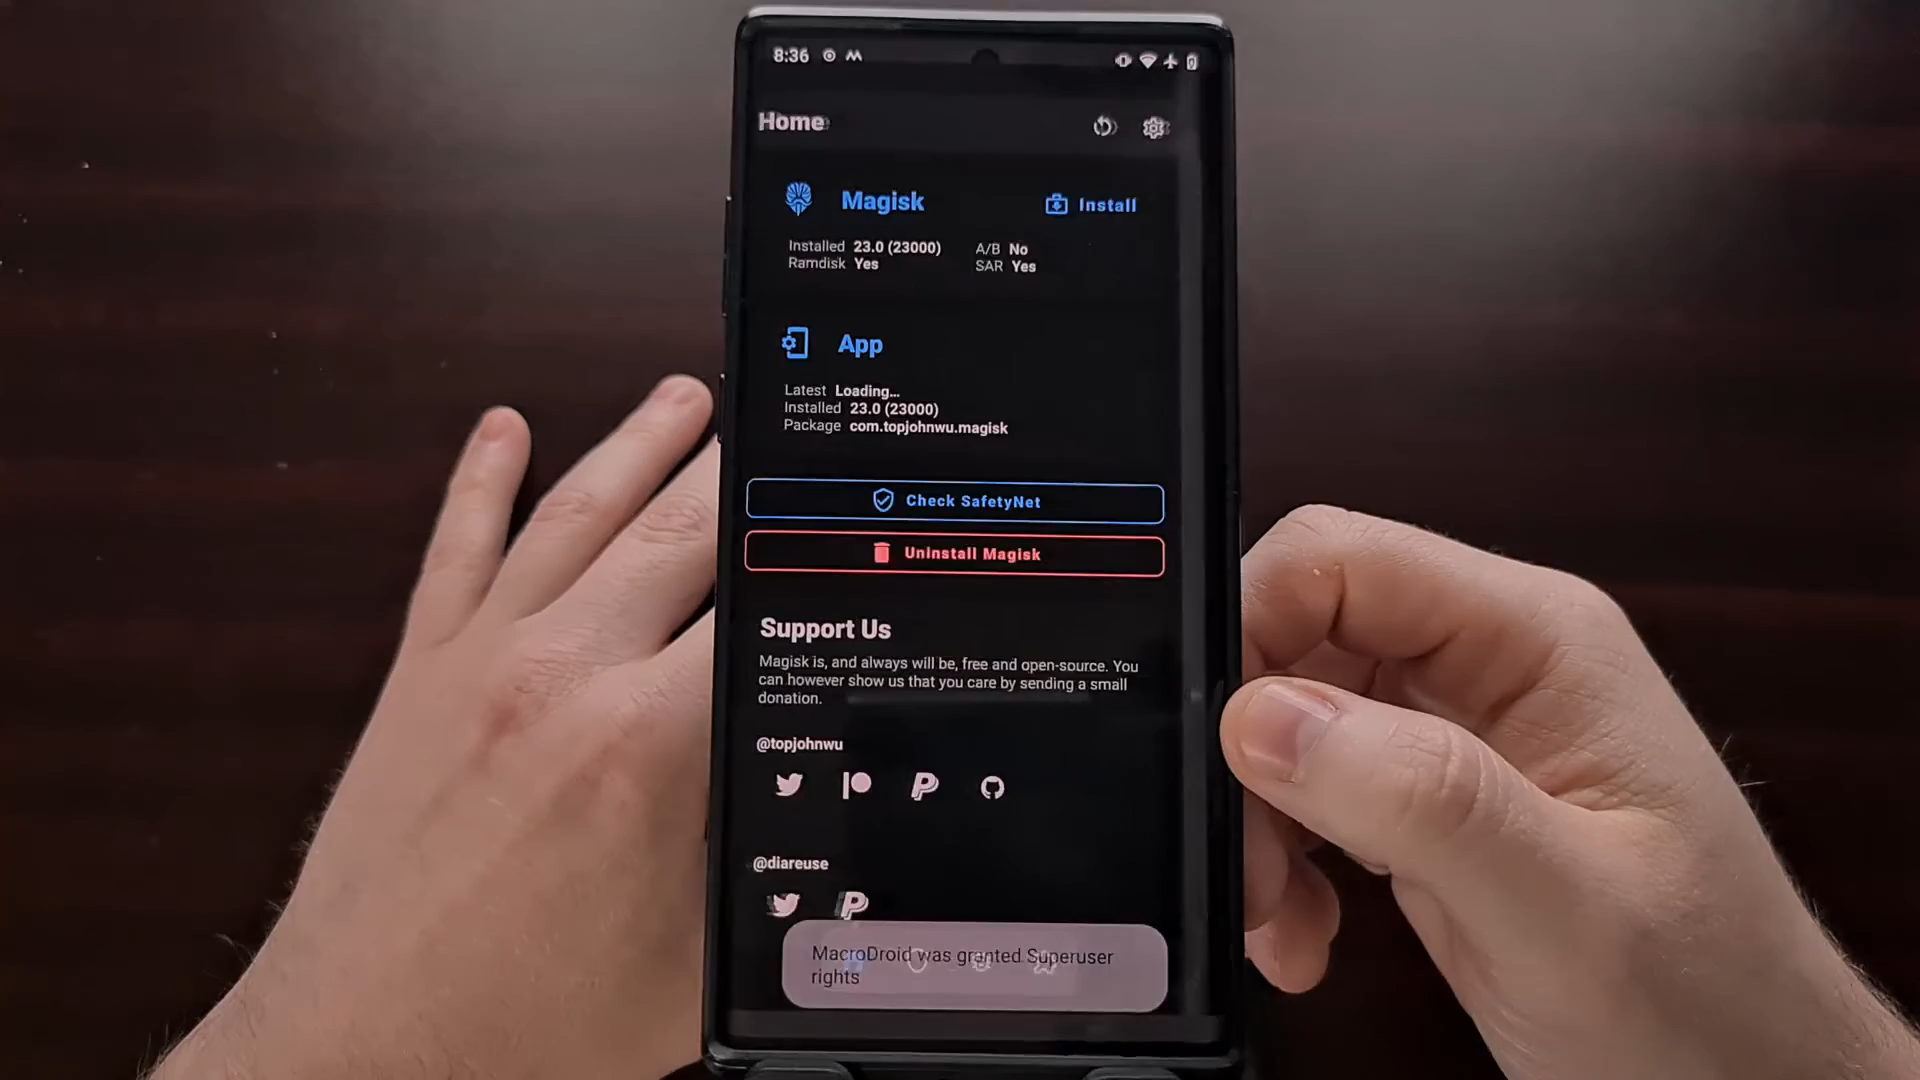 8:36
Home
Magisk
Install
Installed 23.0 (23000)
A/B No
Ramdisk Yes
SAR Yes
App
Latest Loading...
Installed 23.0 (23000)
Package com.topjohnwu.magisk
Check SafetyNet
Uninstall Magisk
Support Us
Magisk is, and always will be, free and open-source. You
can however show us that you care by sending a small
donation.
@topjohnwu
@diareuse
MacroDroid was granted Superuser
rights